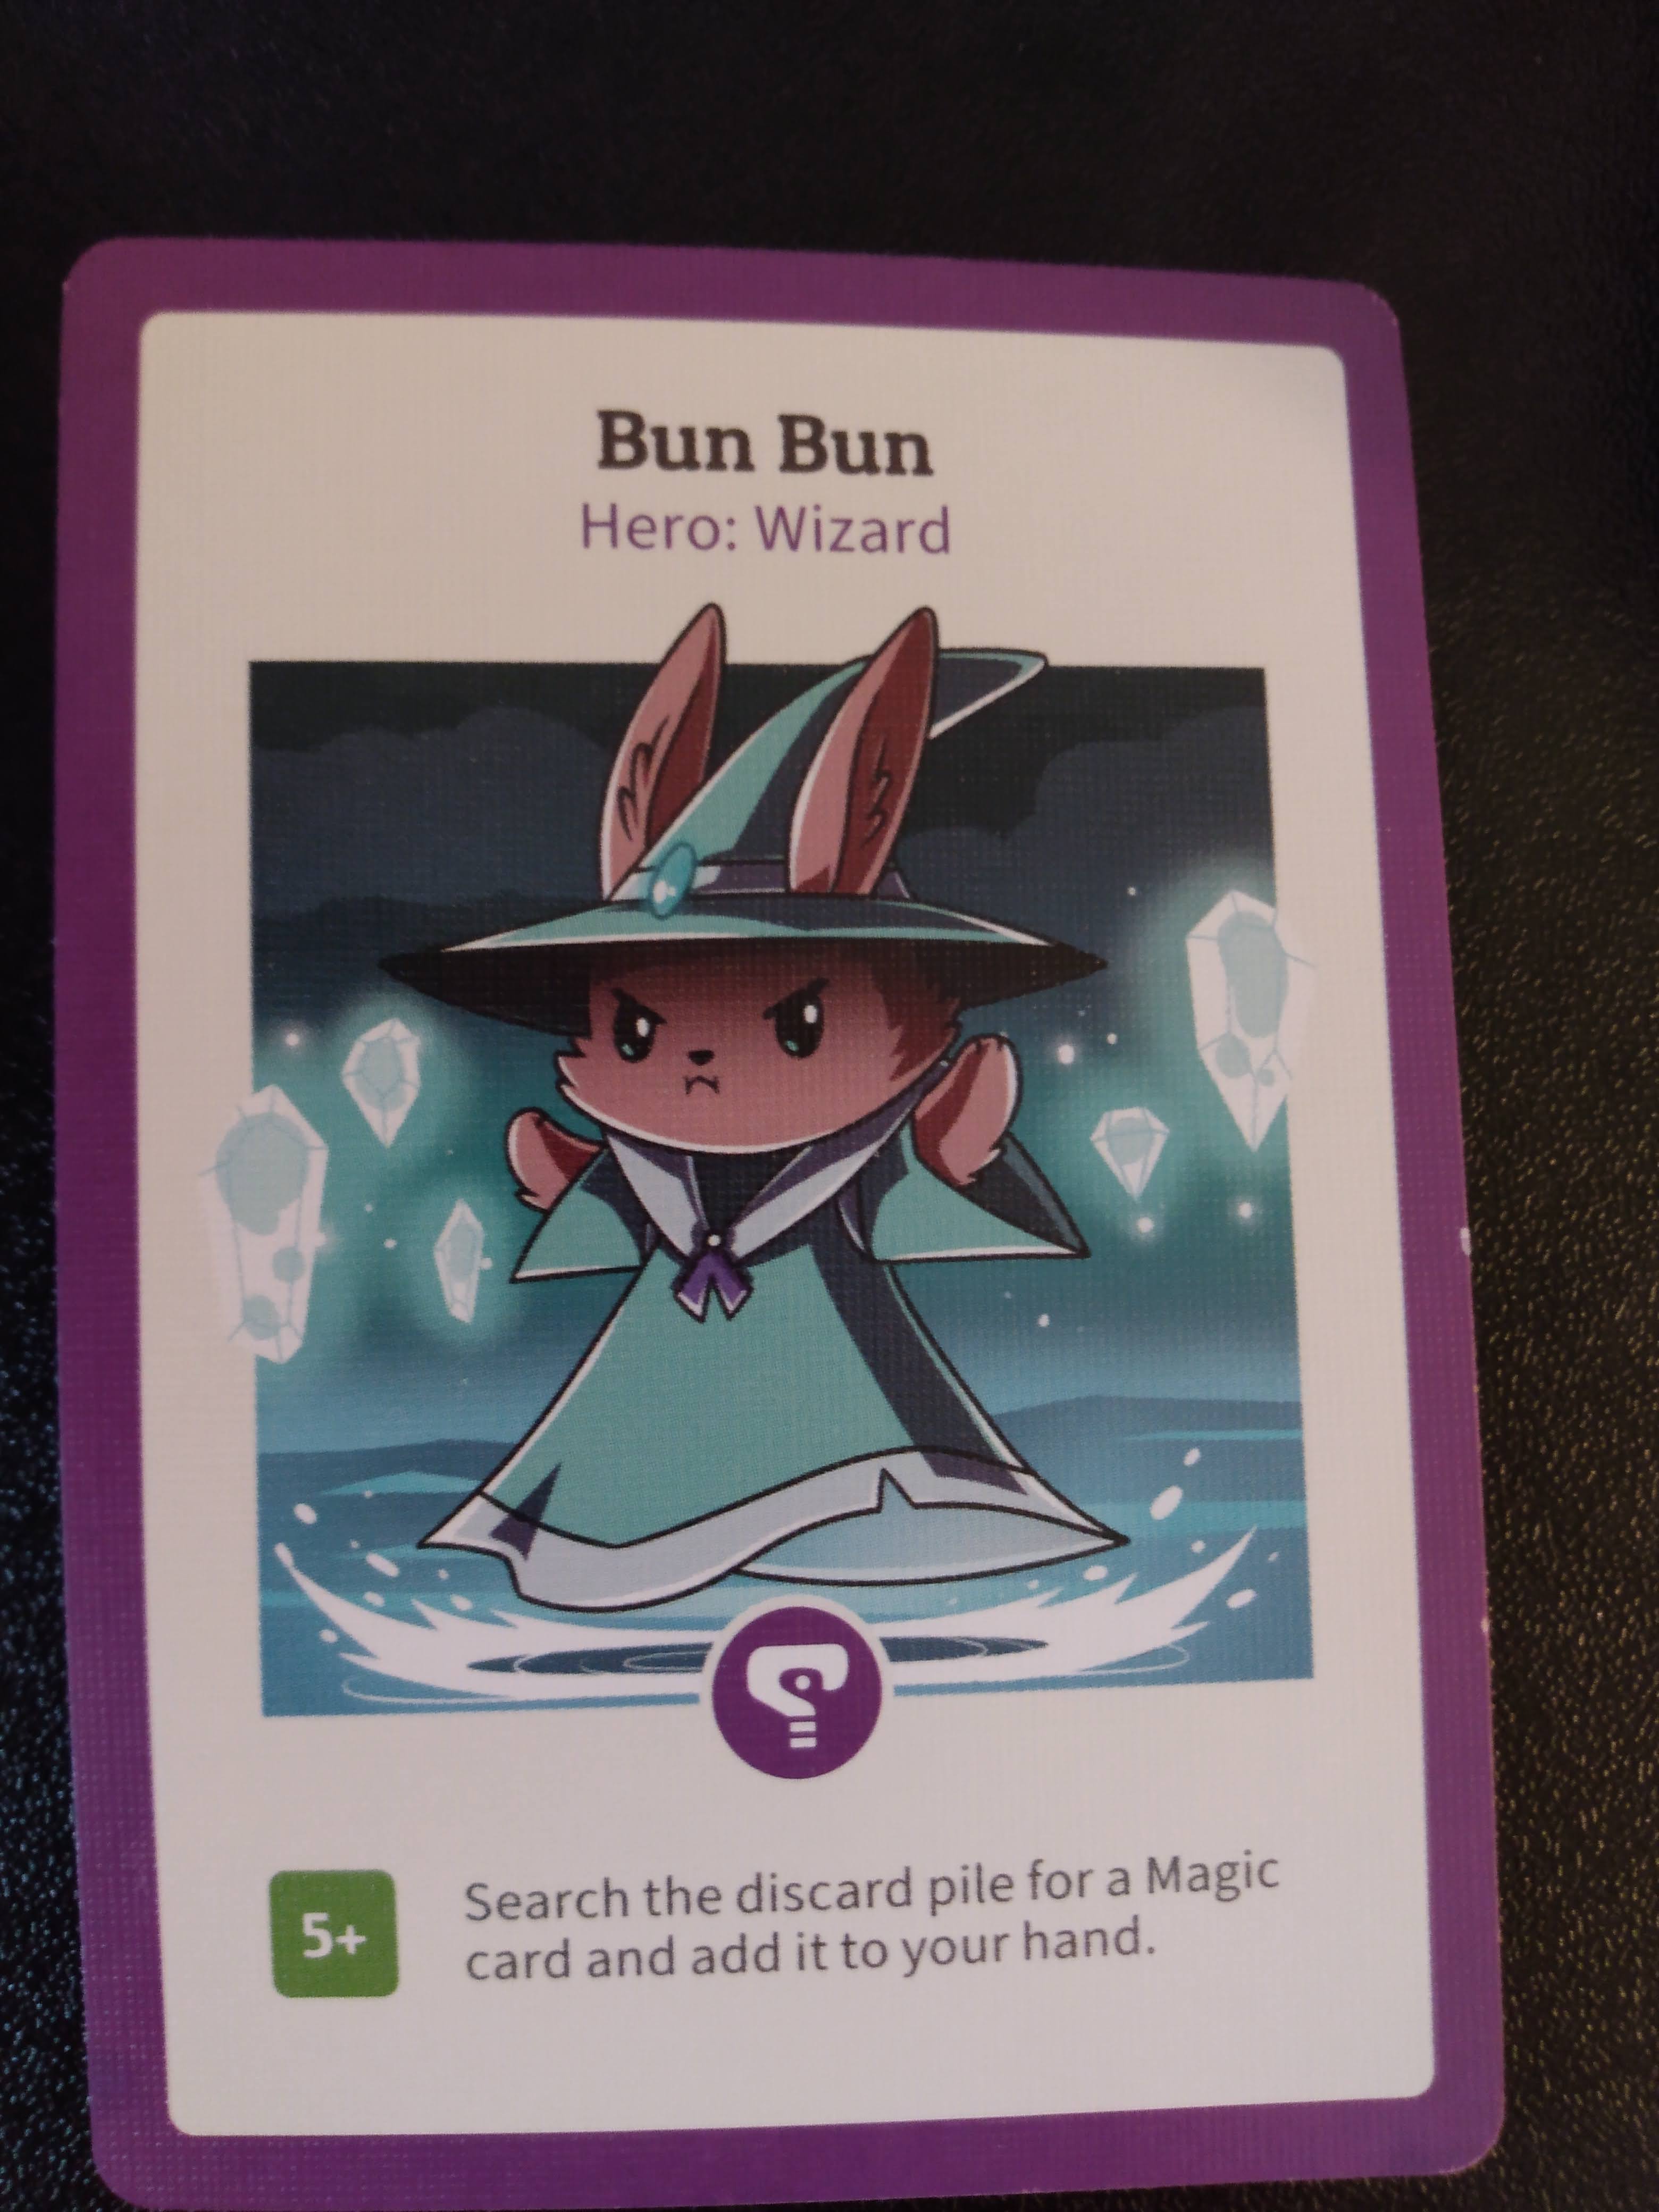 Bun Bun
Hero: Wizard
5+
Search the discard pile for a Magic
card and add it to your hand.